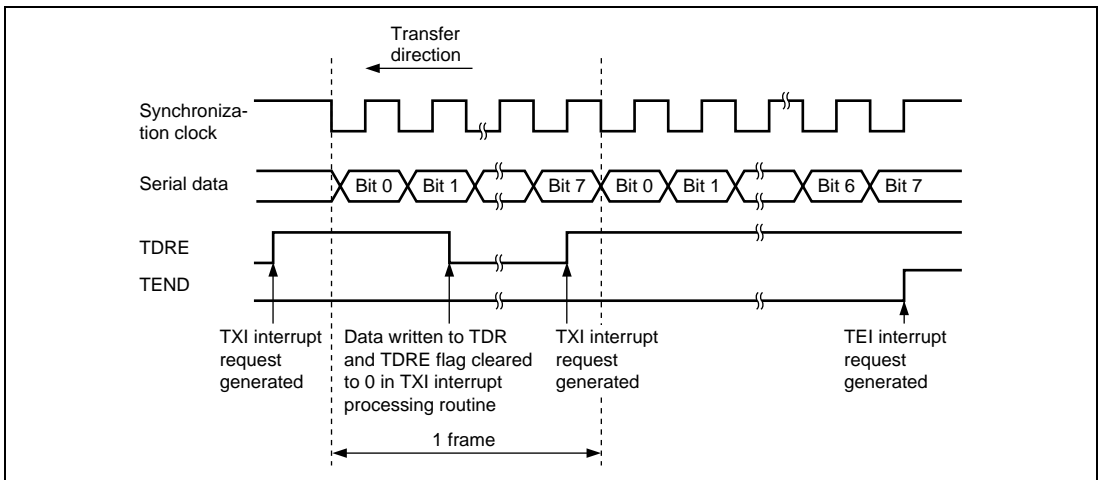 Transfer
direction
Synchroniza-
tion clock
Serial data
Bit 0
Bit 1
Bit 7
Bit 0
Bit 1
Bit 6
Bit 7
TDRE
TEND
TXI interrupt
request
generated
Data written to TDR
and TDRE flag cleared
to 0 in TXI interrupt
processing routine
TXI interrupt
request
generated
TEI interrupt
request
generated
1 frame